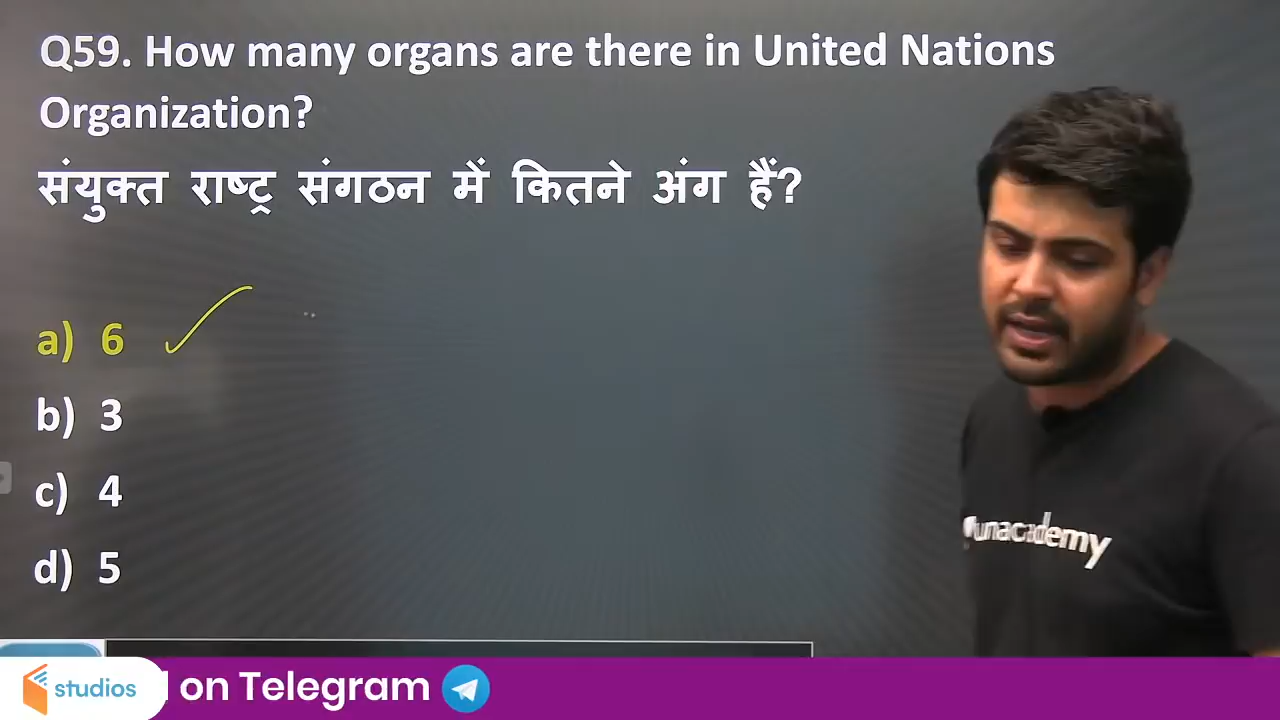 Q59. How many organs are there in United Nations
Organization?
संयुक्त राष्ट्र संगठन में कितने अंग हैं?
a) 6
b) 3
c) 4
d) 5
unacademy
studios
on Telegram